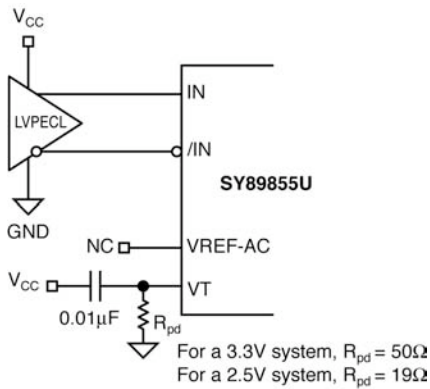 VCC
IN
LVPECL
/IN
SY89855U
GND
NC
VREF-AC
VCC
VT
0.01µF
Rpd
For a 3.3V system, Rpd = 50Ω
For a 2.5V system, Rpd = 19Ω